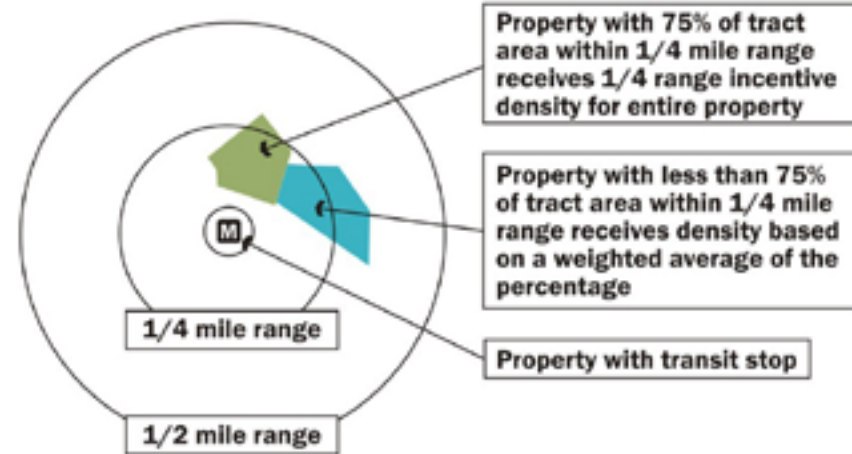 Property with 75% of tract
area within 1/4 mile range
receives 1/4 range incentive
density for entire property
Property with less than 75%
of tract area within 1/4 mile
range receives density based
on a weighted average of the
percentage
M
1/4 mile range
Property with transit stop
1/2 mile range